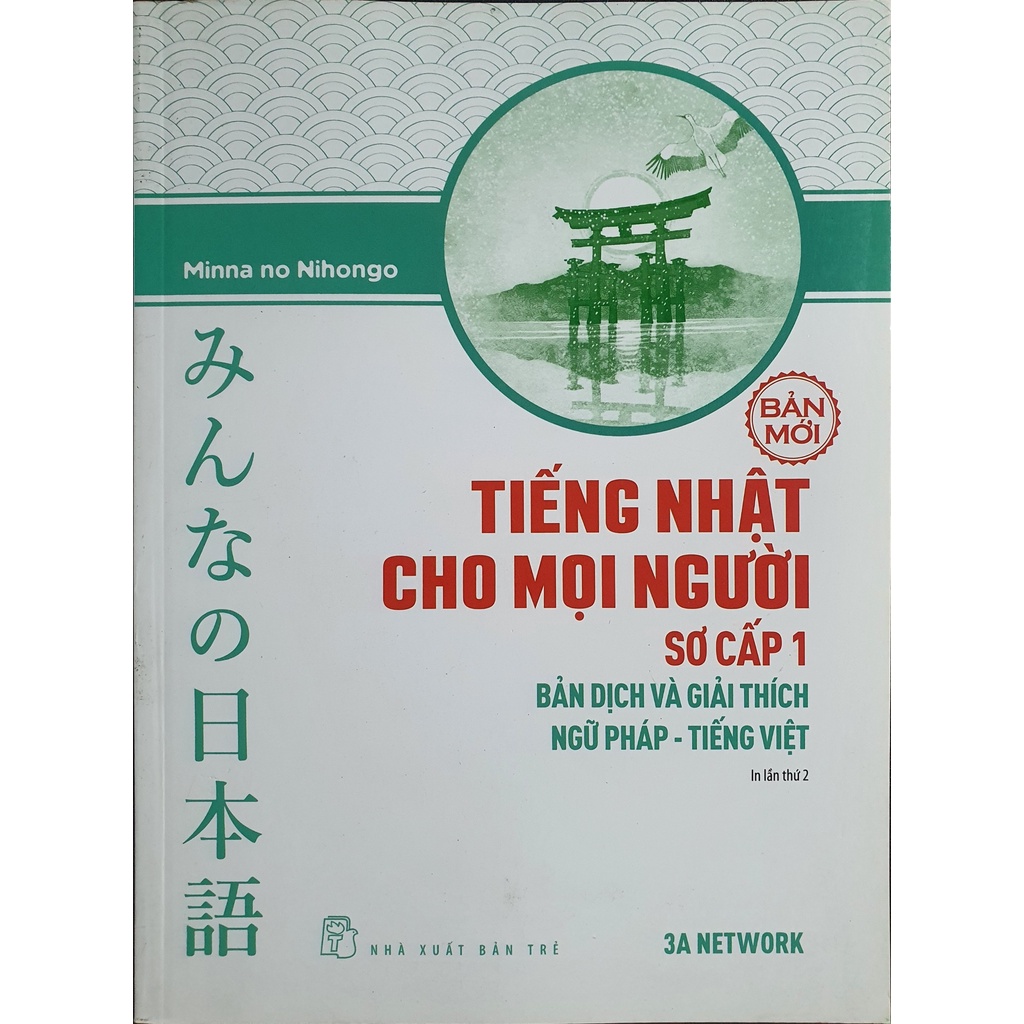 Minna no Nihongo
みんなの日本語
BẢN
MỚI
TIẾNG NHẬT
CHO MỌI NGƯỜI
SƠ CẤP 1
BẢN DỊCH VÀ GIẢI THÍCH
NGỮ PHÁP - TIẾNG VIỆT
In lần thứ 2
NHÀ XUẤT BẢN TRẺ
3A NETWORK